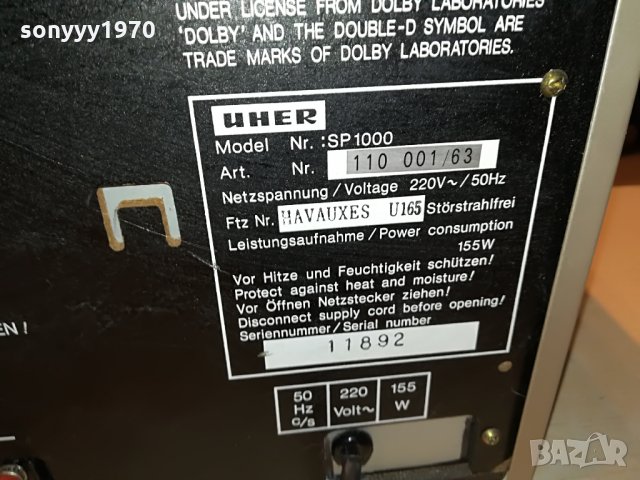 sonyyy1970
UNDER LICENSE FROM DOLBY LABORATORIES
'DOLBY' AND THE DOUBLE-D SYMBOL ARE
TRADE MARKS OF DOLBY LABORATORIES.
UHER
Model Nr. :SP1000
Art. Nr. 110 001/63
Netzspannung/Voltage 220V~/50Hz
Ftz Nr. HAVAUXES U165 Störstrahlfrei
Leistungsaufnahme/Power consumption
155W
Vor Hitze und Feuchtigkeit schützen!
Protect against heat and moisture!
Vor Öffnen Netzstecker ziehen!
Disconnect supply cord before opening!
Seriennummer/Serial number
11892
EN!
50 Hz c/s
220 Volt~
155 W
BAZAR